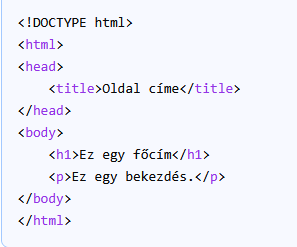 <!DOCTYPE html>
<html>
<head>
    <title>Oldal címe</title>
</head>
<body>
    <h1>Ez egy főcím</h1>
    <p>Ez egy bekezdés.</p>
</body>
</html>